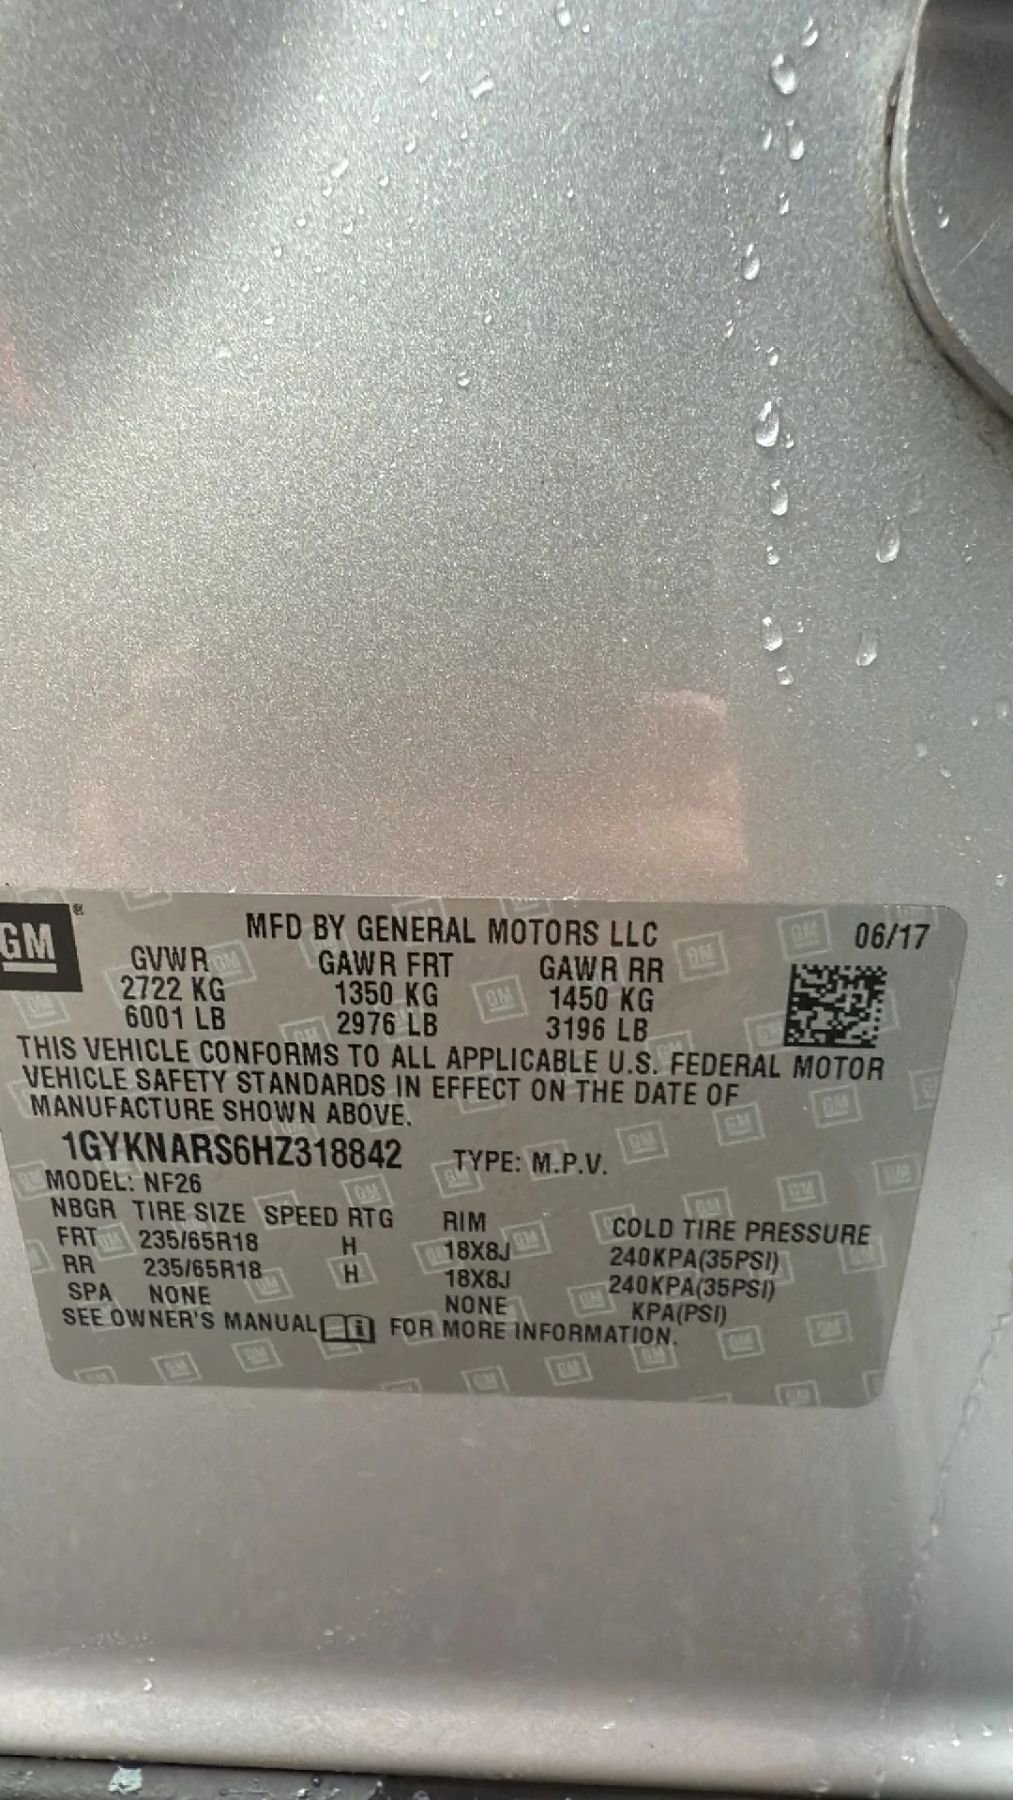 GM®
MFD BY GENERAL MOTORS LLC 06/17
GVWR GAWR FRT GAWR RR
2722 KG 1350 KG 1450 KG
6001 LB 2976 LB 3196 LB
THIS VEHICLE CONFORMS TO ALL APPLICABLE U.S. FEDERAL MOTOR
VEHICLE SAFETY STANDARDS IN EFFECT ON THE DATE OF
MANUFACTURE SHOWN ABOVE.
1GYKNARS6HZ318842 TYPE: M.P.V.
MODEL: NF26
NBGR TIRE SIZE SPEED RTG RIM COLD TIRE PRESSURE
FRT 235/65R18 H 18X8J 240KPA(35PSI)
RR 235/65R18 H 18X8J 240KPA(35PSI)
SPA NONE NONE KPA(PSI)
SEE OWNER'S MANUAL i FOR MORE INFORMATION.